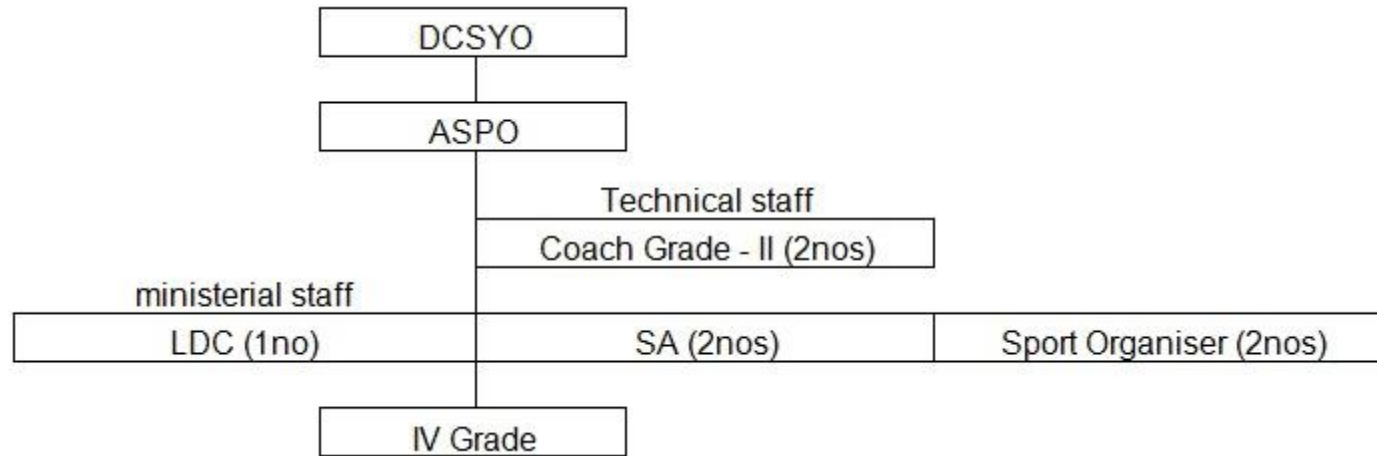 DCSYO
ASPO
Technical staff
Coach Grade - II (2nos)
ministerial staff
LDC (1no) SA (2nos) Sport Organiser (2nos)
IV Grade